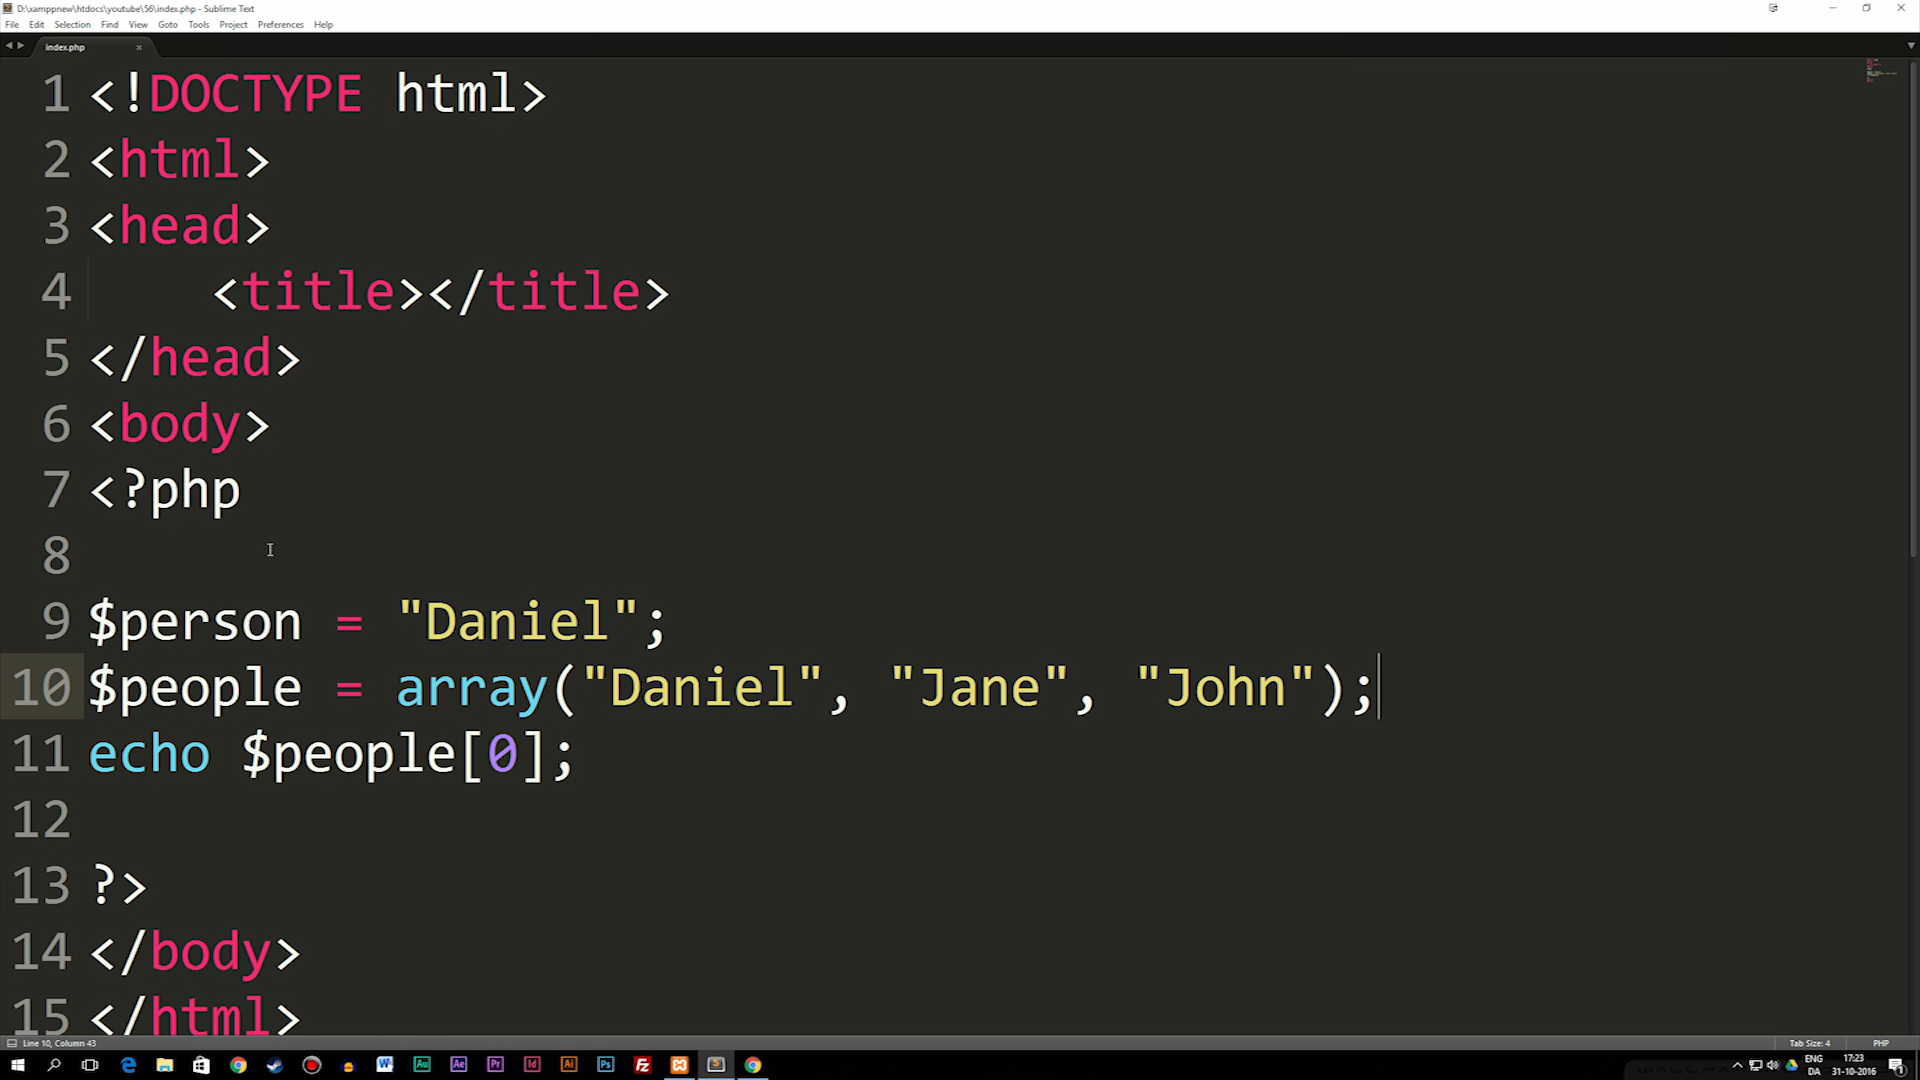 D:\xamppnew\htdocs\youtube\56\index.php - Sublime Text
File Edit Selection Find View Goto Tools Project Preferences Help
index.php
1 <!DOCTYPE html>
2 <html>
3 <head>
4 <title></title>
5 </head>
6 <body>
7 <?php
8
9 $person = "Daniel";
10 $people = array("Daniel", "Jane", "John");
11 echo $people[0];
12
13 ?>
14 </body>
15 </html>
Line 10, Column 43 Tab Size: 4 PHP
ENG 17:23
DA 31-10-2016